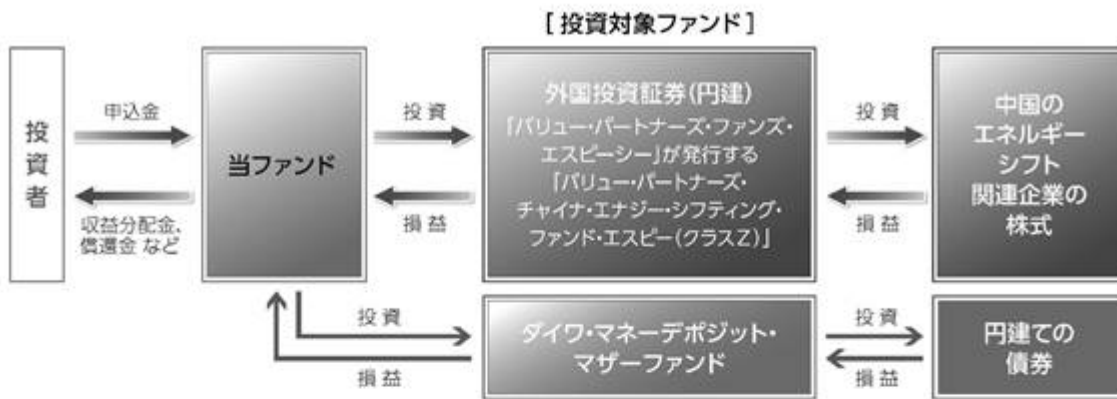 [投資対象ファンド]
投資者
申込金
収益分配金、
償還金 など
当ファンド
投資
損益
外国投資証券(円建)
「バリュー・パートナーズ・ファンズ・
エスピーシー」が発行する
「バリュー・パートナーズ・
チャイナ・エナジー・シフティング・
ファンド・エスピー(クラスZ)」
投資
損益
中国の
エネルギー
シフト
関連企業の
株式
投資
損益
ダイワ・マネーデポジット・
マザーファンド
投資
損益
円建ての
債券